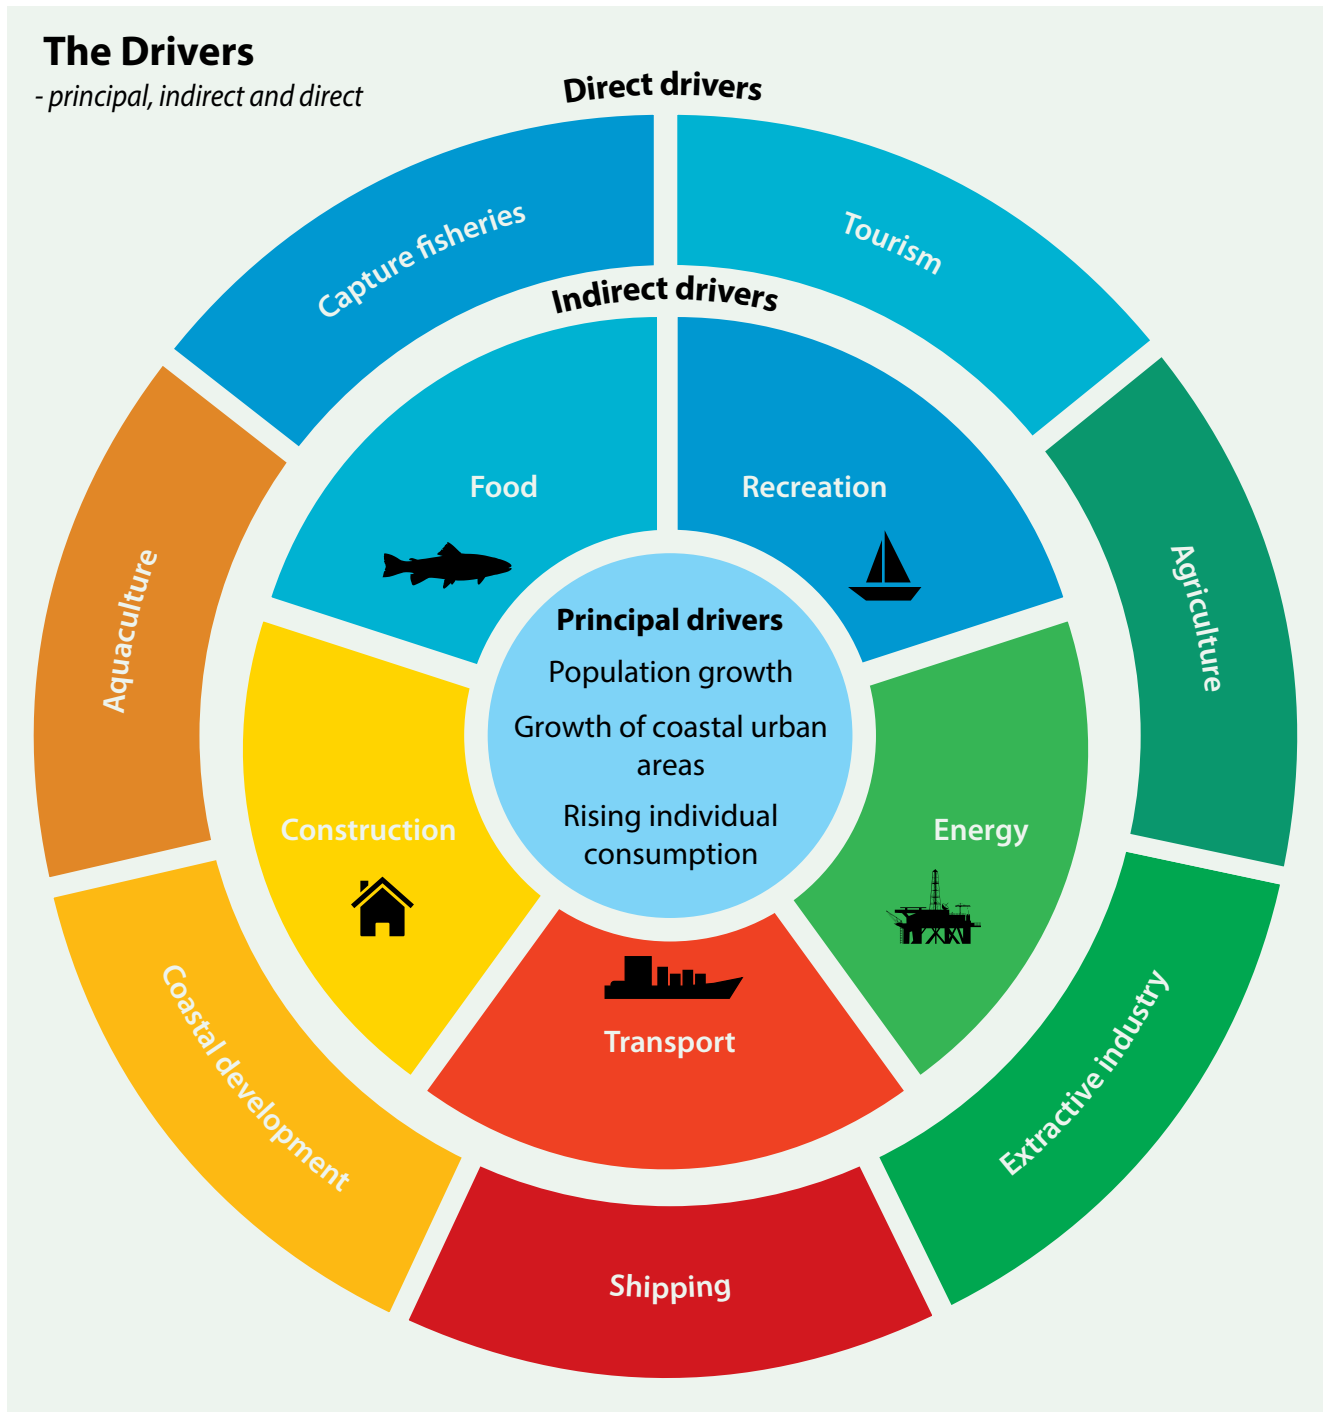 The Drivers
- principal, indirect and direct
Direct drivers
Capture fisheries
Tourism
Indirect drivers
Food
Recreation
Aquaculture
Agriculture
Principal drivers
Population growth
Growth of coastal urban
areas
Rising individual
consumption
Construction
Energy
Transport
Coastal development
Extractive industry
Shipping